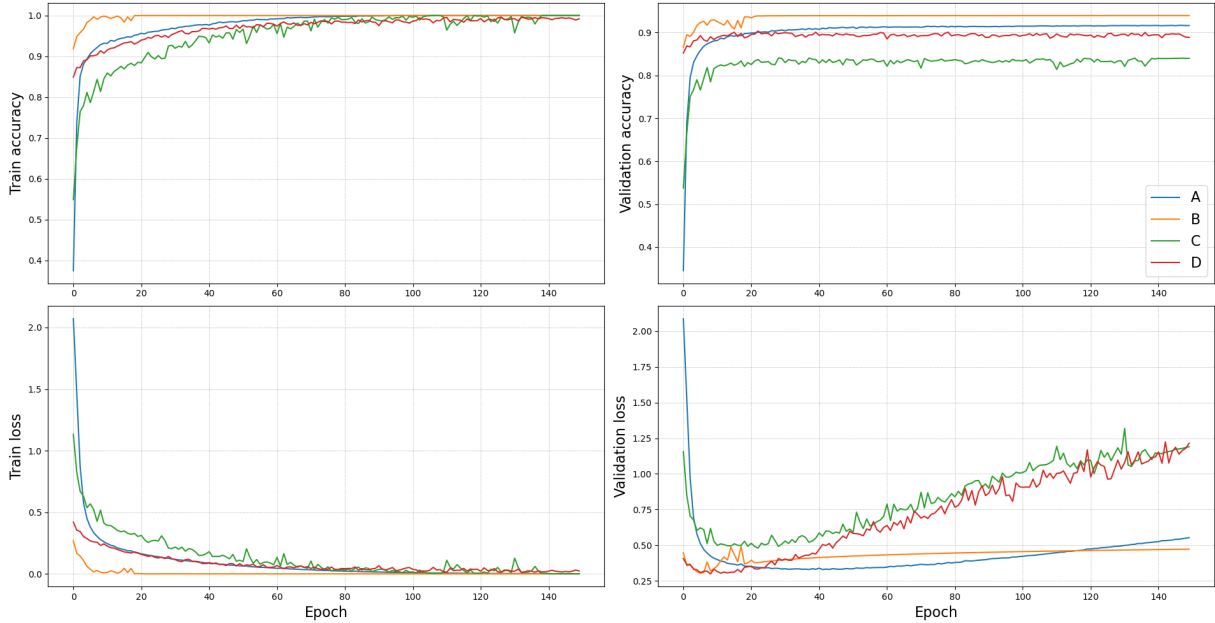 Train accuracy
1.0
0.9
0.8
0.7
0.6
0.5
0.4
0 20 40 60 80 100 120 140
Validation accuracy
0.9
0.8
0.7
0.6
0.5
0.4
0 20 40 60 80 100 120 140
A
B
C
D
Train loss
2.0
1.5
1.0
0.5
0.0
0 20 40 60 80 100 120 140
Epoch
Validation loss
2.00
1.75
1.50
1.25
1.00
0.75
0.50
0.25
0 20 40 60 80 100 120 140
Epoch